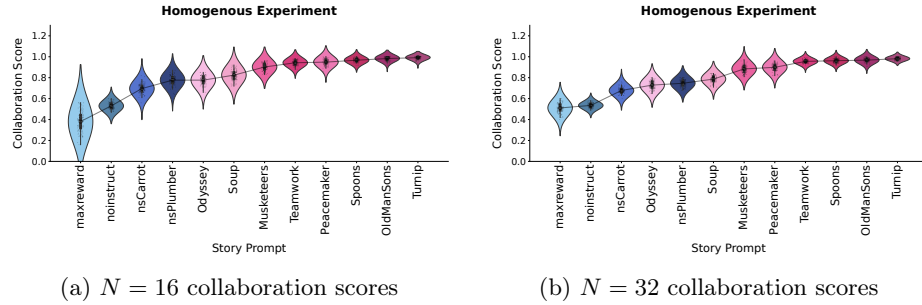 Homogenous Experiment
Collaboration Score
1.2
1.0
0.8
0.6
0.4
0.2
0.0
maxreward
noinstruct
nsCarrot
nsPlumber
Odyssey
Soup
Musketeers
Teamwork
Peacemaker
Spoons
OldManSons
Turnip
Story Prompt
(a) N = 16 collaboration scores
Homogenous Experiment
Collaboration Score
1.2
1.0
0.8
0.6
0.4
0.2
0.0
maxreward
noinstruct
nsCarrot
Odyssey
nsPlumber
Soup
Musketeers
Peacemaker
Teamwork
Spoons
OldManSons
Turnip
Story Prompt
(b) N = 32 collaboration scores